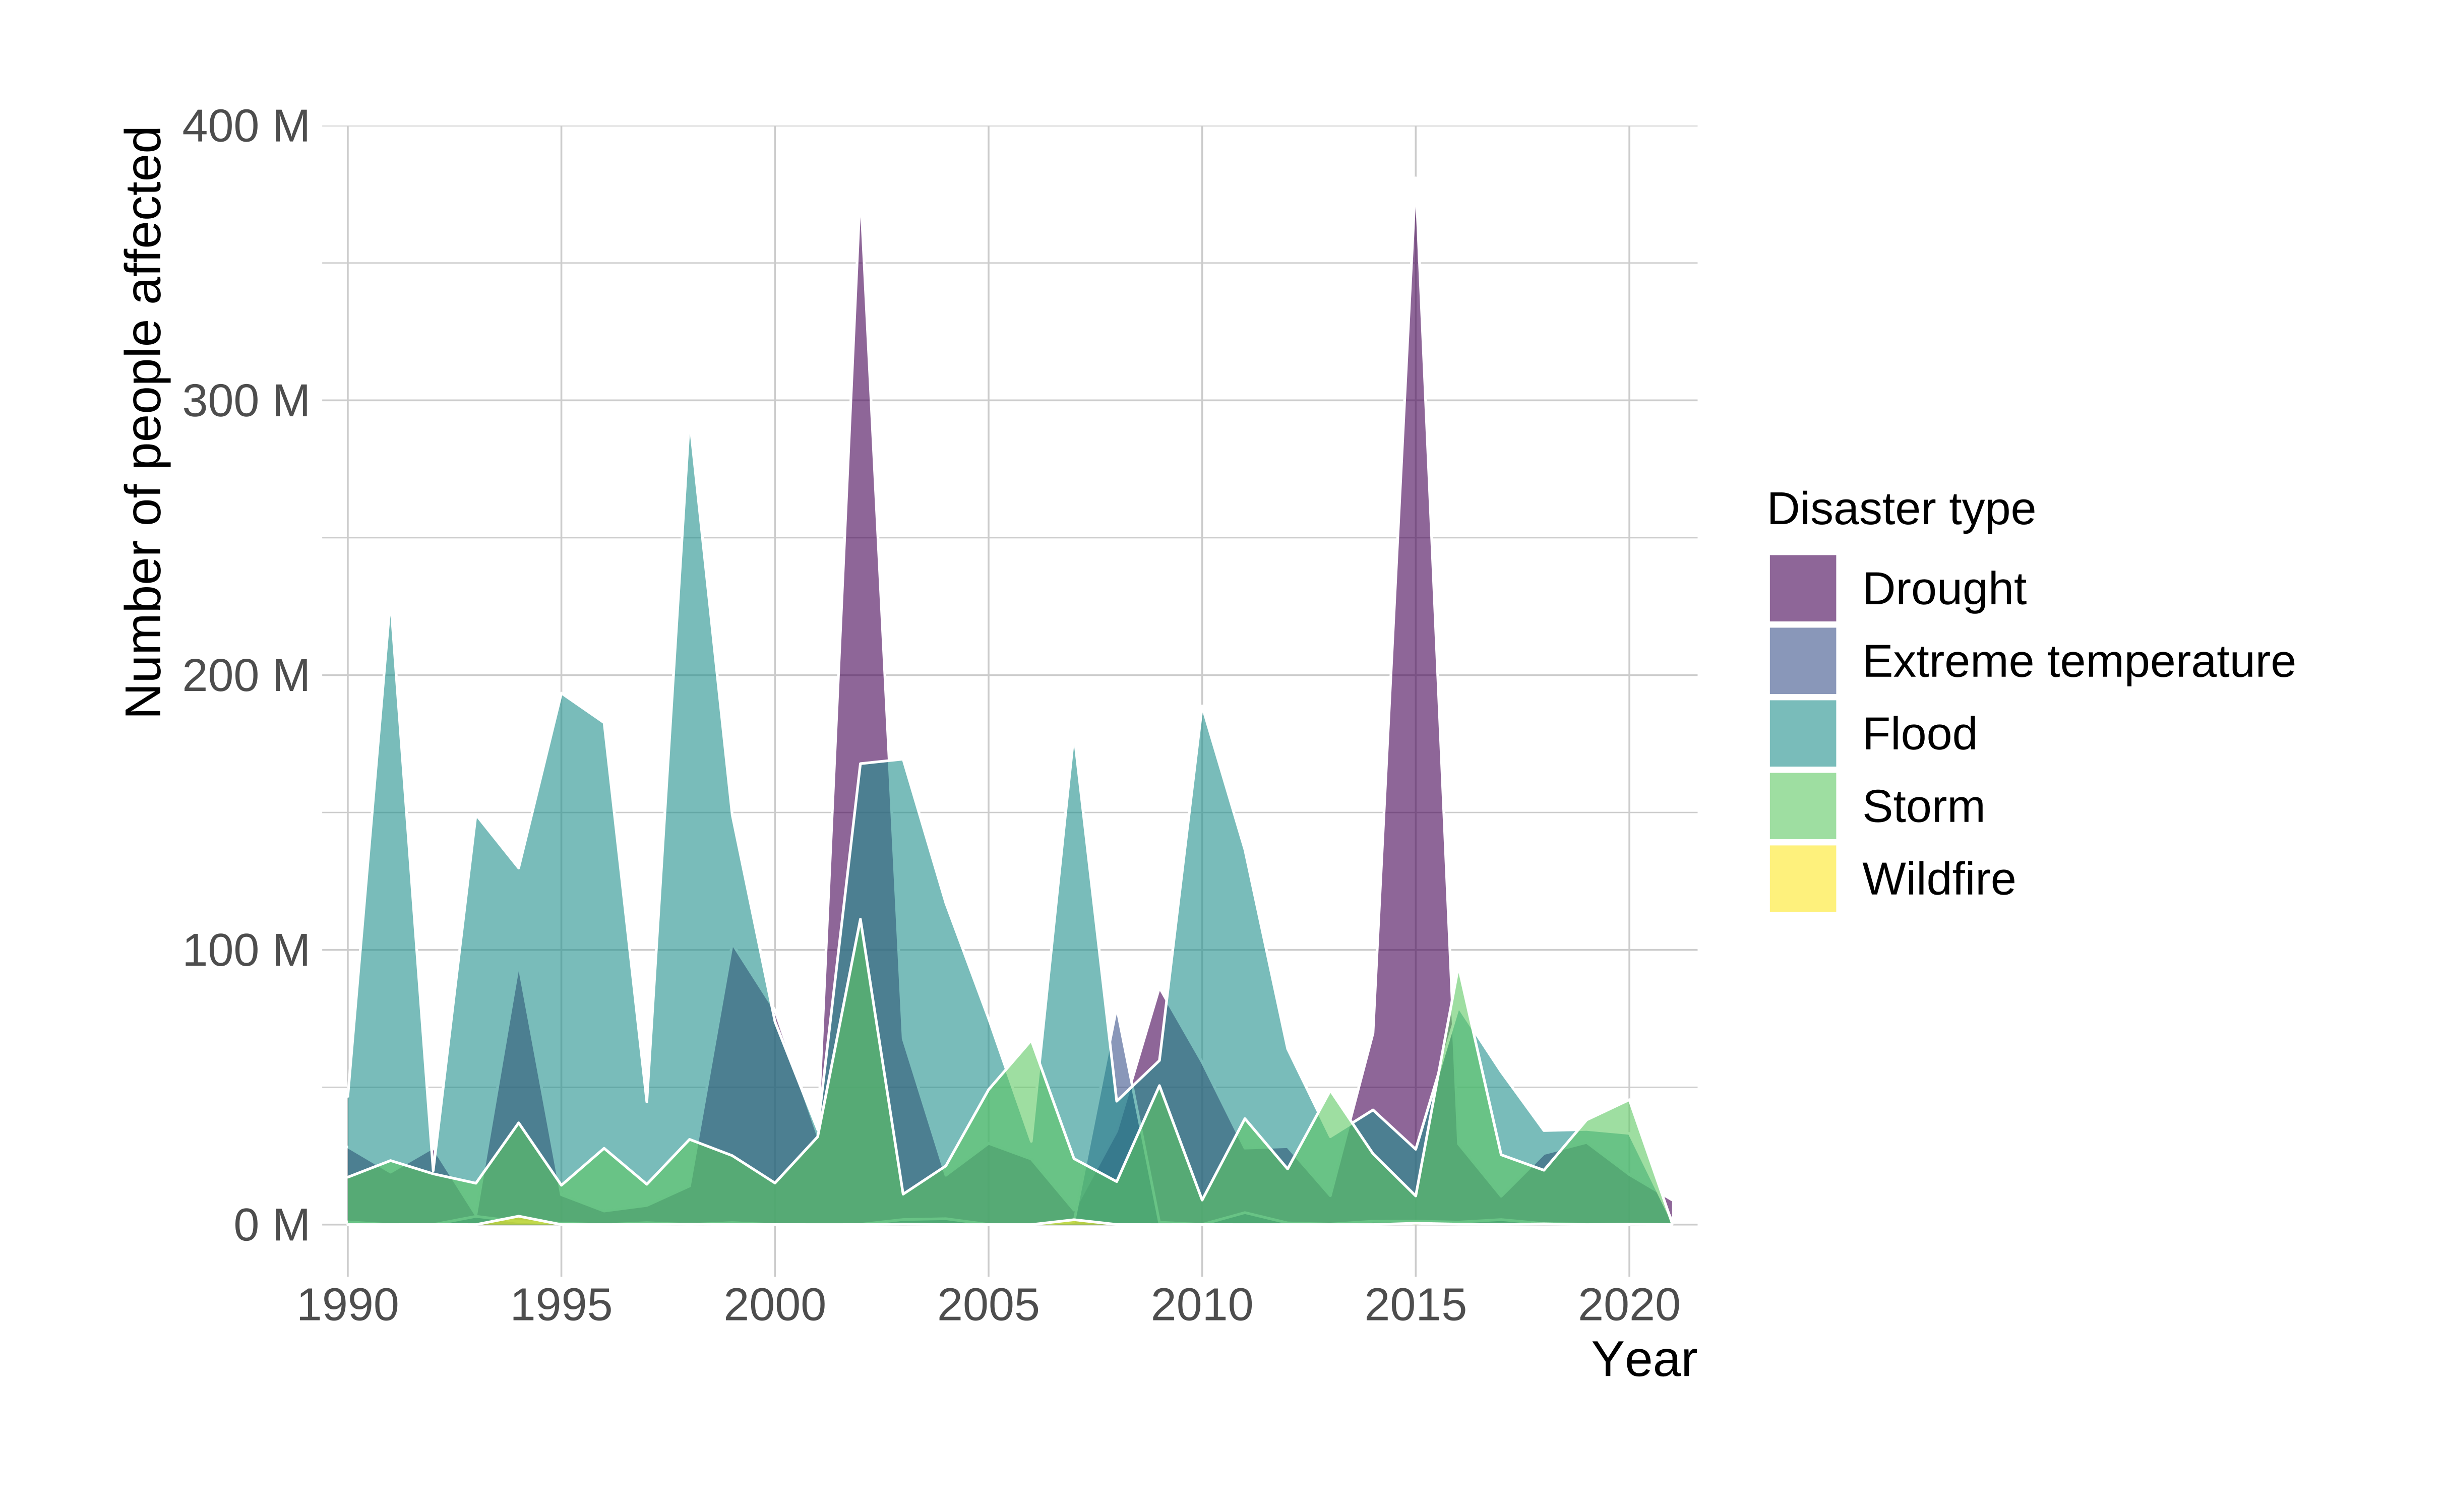 Number of people affected
400 M
300 M
200 M
100 M
0 M
1990 1995 2000 2005 2010 2015 2020
Year
Disaster type
Drought
Extreme temperature
Flood
Storm
Wildfire